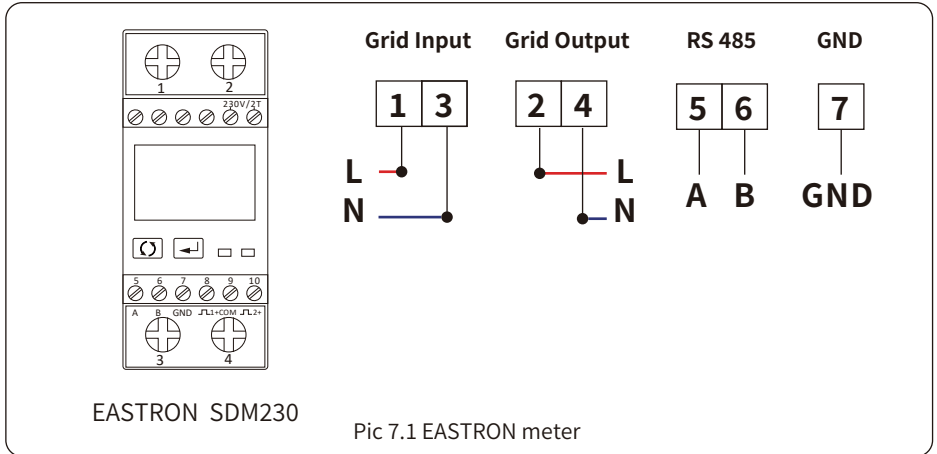 Grid Input Grid Output RS 485 GND
1 2
230V/2T
1 3 2 4 5 6 7
L L
N N
A B GND
5 6 7 8 9 10
A B GND 1+COM 2+
3 4
EASTRON SDM230
Pic 7.1 EASTRON meter